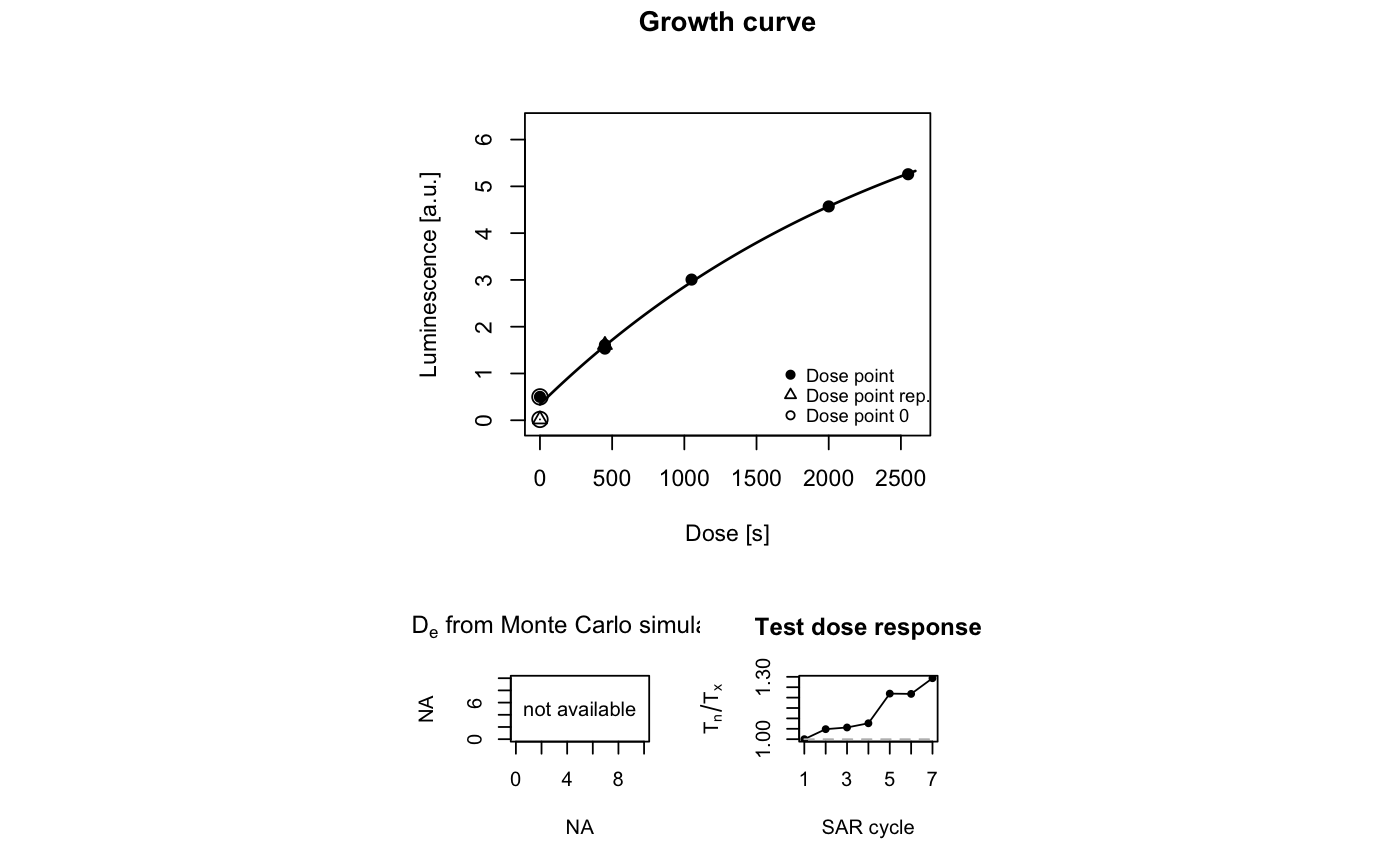 Growth curve
Luminescence [a.u.]
6
5
4
3
2
1
0
Dose point
Dose point rep.
Dose point 0
0 500 1000 1500 2000 2500
Dose [s]
De from Monte Carlo simula
NA
6
0
not available
0 4 8
NA
Test dose response
Tn/Tx
1.30
1.00
1 3 5 7
SAR cycle